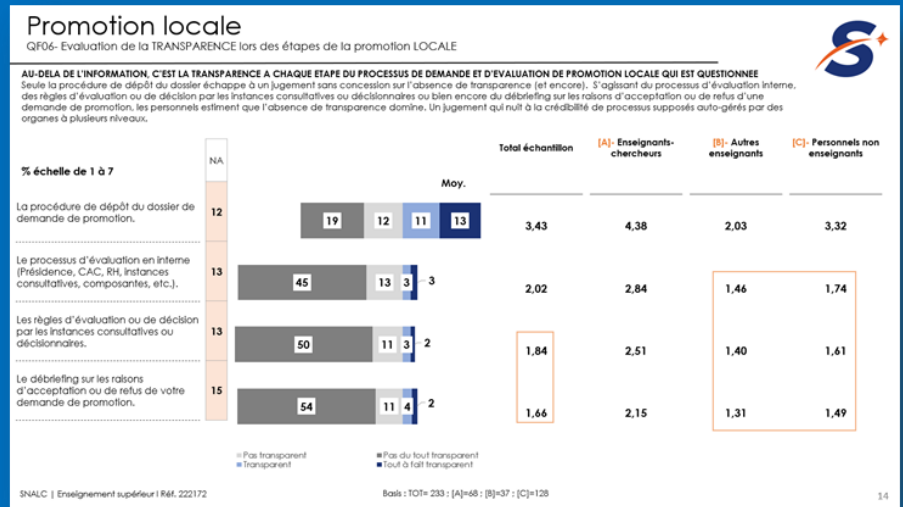 Promotion locale
QF06- Evaluation de la TRANSPARENCE lors des étapes de la promotion LOCALE
AU-DELA DE L'INFORMATION, C'EST LA TRANSPARENCE A CHAQUE ETAPE DU PROCESSUS DE DEMANDE ET D'EVALUATION DE PROMOTION LOCALE QUI EST QUESTIONNEE
Seule la procédure de dépôt du dossier échappe à un jugement sans concession sur l'absence de transparence (et encore). S'agissant du processus d'évaluation interne,
des règles d'évaluation ou de décision par les instances consultatives ou décisionnaires ou bien encore du débriefing sur les raisons d'acceptation ou de refus d'une
demande de promotion, les personels estiment que l'absence de transparence domine. Un jugement qui nuit à la crédibilité de processus supposés auto-gérés par des
organes à plusieurs niveaux.
% échelle de 1 à 7
NA
Moy.
Total échantillon
[A]- Enseignants-
chercheurs
[B]- Autres
enseignants
[C]- Personnels non
enseignants
La procédure de dépôt du dossier de
demande de promotion.
12
19 12 11 13
3,43 4,38 2,03 3,32
Le processus d'évaluation en interne
(Présidence, CAC, RH, instances
consultatives, composantes, etc.).
13
45 13 3 3
2,02 2,84 1,46 1,74
Les règles d'évaluation ou de décision
par les instances consultatives ou
décisionnaires.
13
50 11 3 2
1,84 2,51 1,40 1,61
Le débriefing sur les raisons
d'acceptation ou de refus de votre
demande de promotion.
15
54 11 4 2
1,66 2,15 1,31 1,49
Pas transparent Pas du tout transparent
Transparent Tout à fait transparent
SNALC | Enseignement supérieur I Réf. 222172
Basis : TOT= 233 ; [A]=68 ; [B]=37 ; [C]=128
14